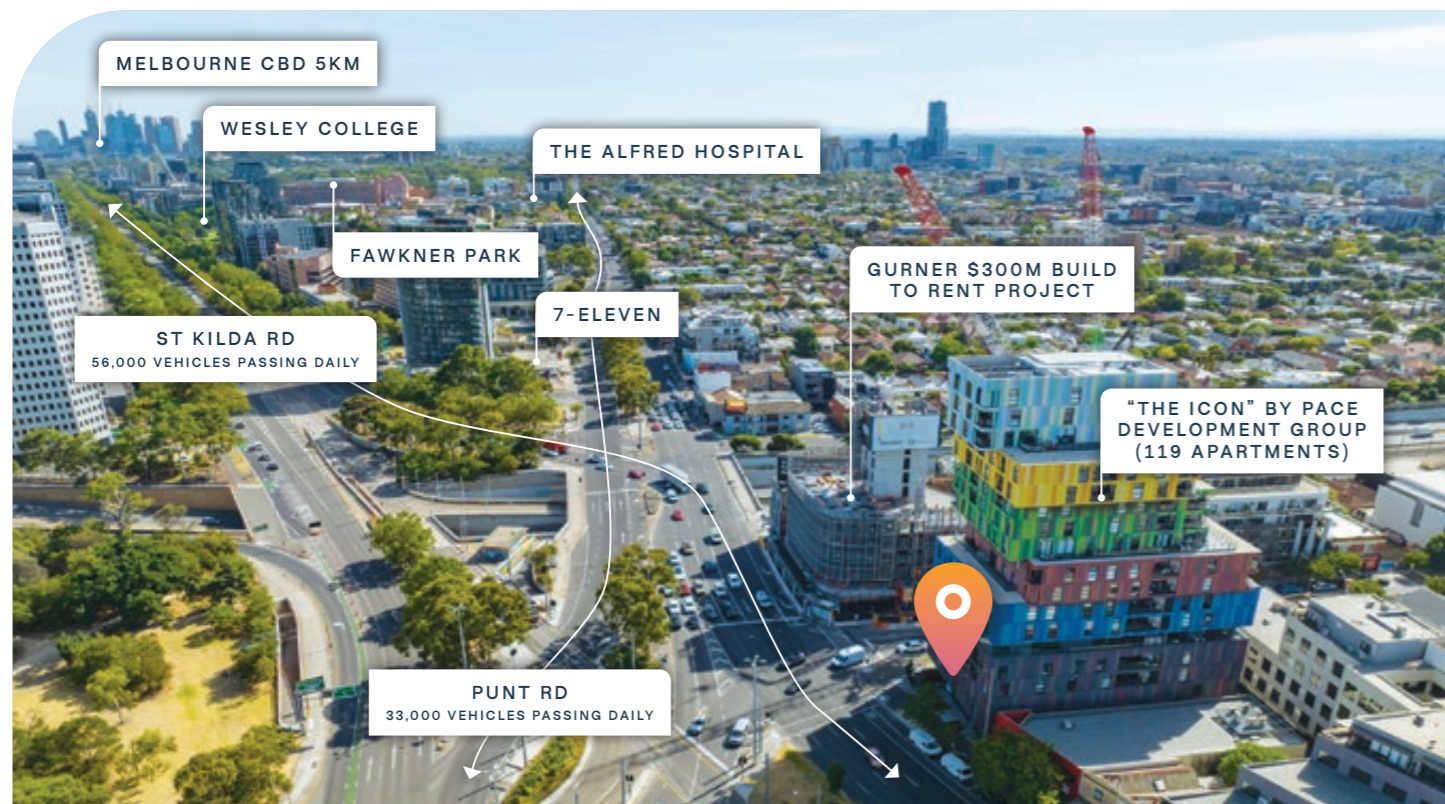 MELBOURNE CBD 5KM
WESLEY COLLEGE
THE ALFRED HOSPITAL
FAWKNER PARK
GURNER $300M BUILD
TO RENT PROJECT
7-ELEVEN
ST KILDA RD
56,000 VEHICLES PASSING DAILY
“THE ICON” BY PACE
DEVELOPMENT GROUP
(119 APARTMENTS)
PUNT RD
33,000 VEHICLES PASSING DAILY